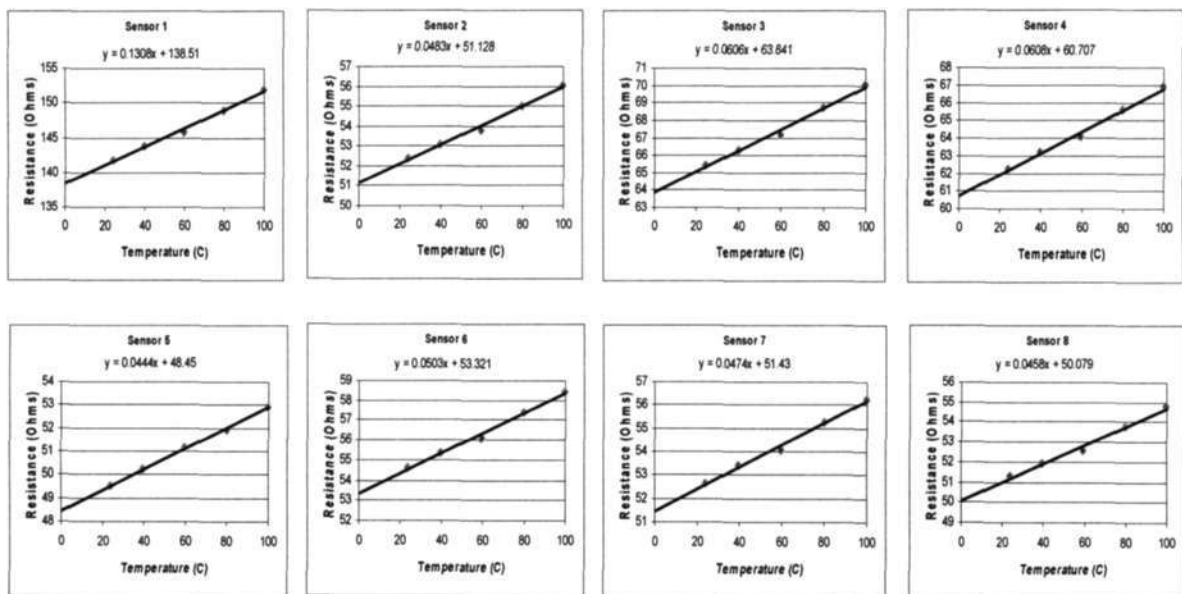 Sensor 1
y = 0.1308x + 138.51
Resistance (Ohms)
155
150
145
140
135
0 20 40 60 80 100
Temperature (C)
Sensor 2
y = 0.0483x + 51.128
Resistance (Ohms)
57
56
55
54
53
52
51
50
0 20 40 60 80 100
Temperature (C)
Sensor 3
y = 0.0606x + 63.841
Resistance (Ohms)
71
70
69
68
67
66
65
64
63
0 20 40 60 80 100
Temperature (C)
Sensor 4
y = 0.0608x + 60.707
Resistance (Ohms)
68
67
66
65
64
63
62
61
60
0 20 40 60 80 100
Temperature (C)
Sensor 5
y = 0.0444x + 48.45
Resistance (Ohms)
54
53
52
51
50
49
48
0 20 40 60 80 100
Temperature (C)
Sensor 6
y = 0.0503x + 53.321
Resistance (Ohms)
59
58
57
56
55
54
53
52
0 20 40 60 80 100
Temperature (C)
Sensor 7
y = 0.0474x + 51.43
Resistance (Ohms)
57
56
55
54
53
52
51
0 20 40 60 80 100
Temperature (C)
Sensor 8
y = 0.0458x + 50.079
Resistance (Ohms)
56
55
54
53
52
51
50
49
0 20 40 60 80 100
Temperature (C)